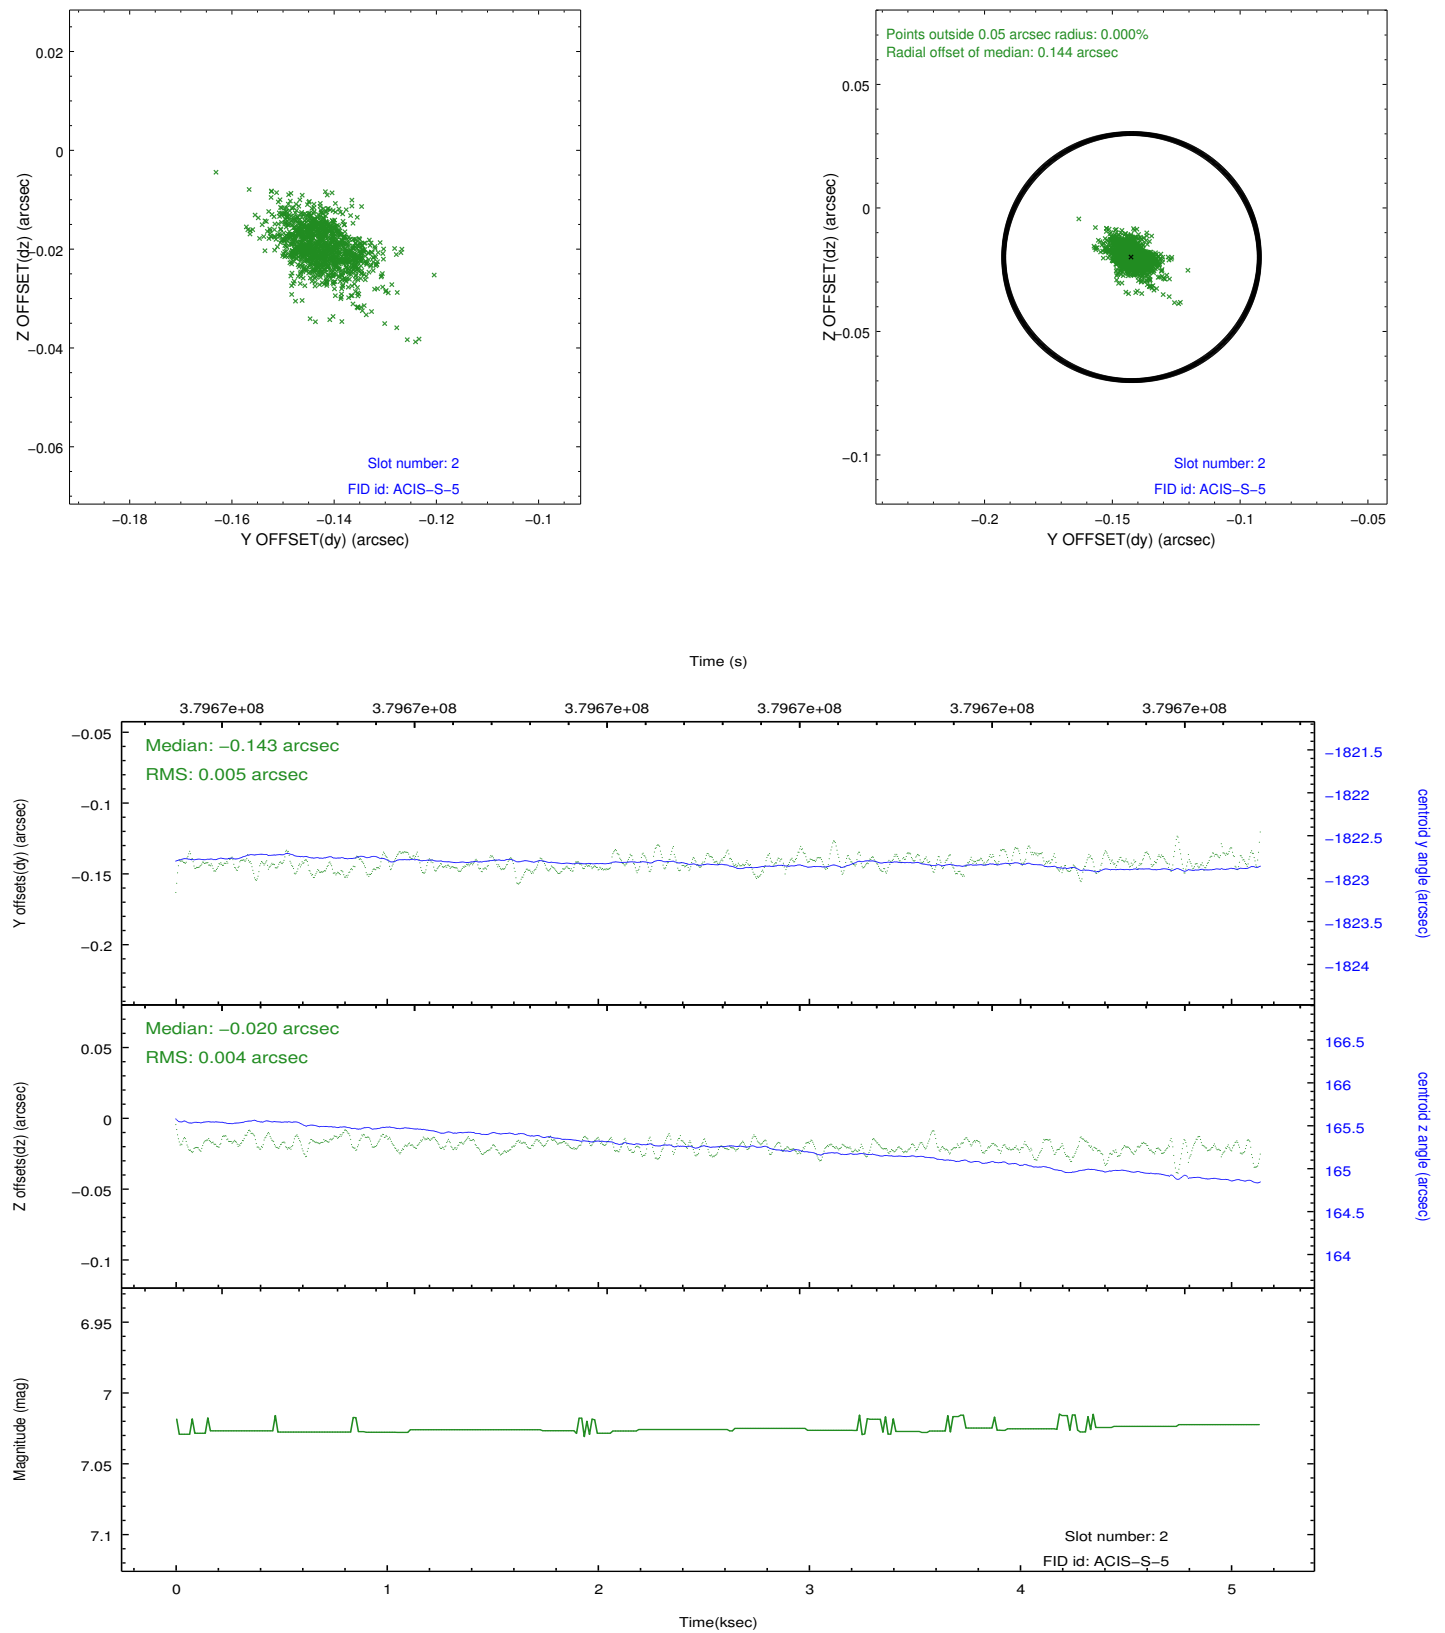 0.02
0
−0.02
−0.04
−0.06
Z OFFSET(dz) (arcsec)
Slot number: 2
FID id: ACIS−S−5
−0.18 −0.16 −0.14 −0.12 −0.1
Y OFFSET(dy) (arcsec)
Points outside 0.05 arcsec radius: 0.000%
Radial offset of median: 0.144 arcsec
0.05
0
−0.05
−0.1
Z OFFSET(dz) (arcsec)
Slot number: 2
FID id: ACIS−S−5
−0.2 −0.15 −0.1 −0.05
Y OFFSET(dy) (arcsec)
Time (s)
3.7967e+08 3.7967e+08 3.7967e+08 3.7967e+08 3.7967e+08 3.7967e+08
Median: −0.143 arcsec
RMS: 0.005 arcsec
−0.05
−0.1
−0.15
−0.2
Y offsets(dy) (arcsec)
−1821.5
−1822
−1822.5
−1823
−1823.5
−1824
centroid y angle (arcsec)
Median: −0.020 arcsec
RMS: 0.004 arcsec
0.05
0
−0.05
−0.1
Z offsets(dz) (arcsec)
166.5
166
165.5
165
164.5
164
centroid z angle (arcsec)
6.95
7
7.05
7.1
Magnitude (mag)
Slot number: 2
FID id: ACIS−S−5
0 1 2 3 4 5
Time(ksec)